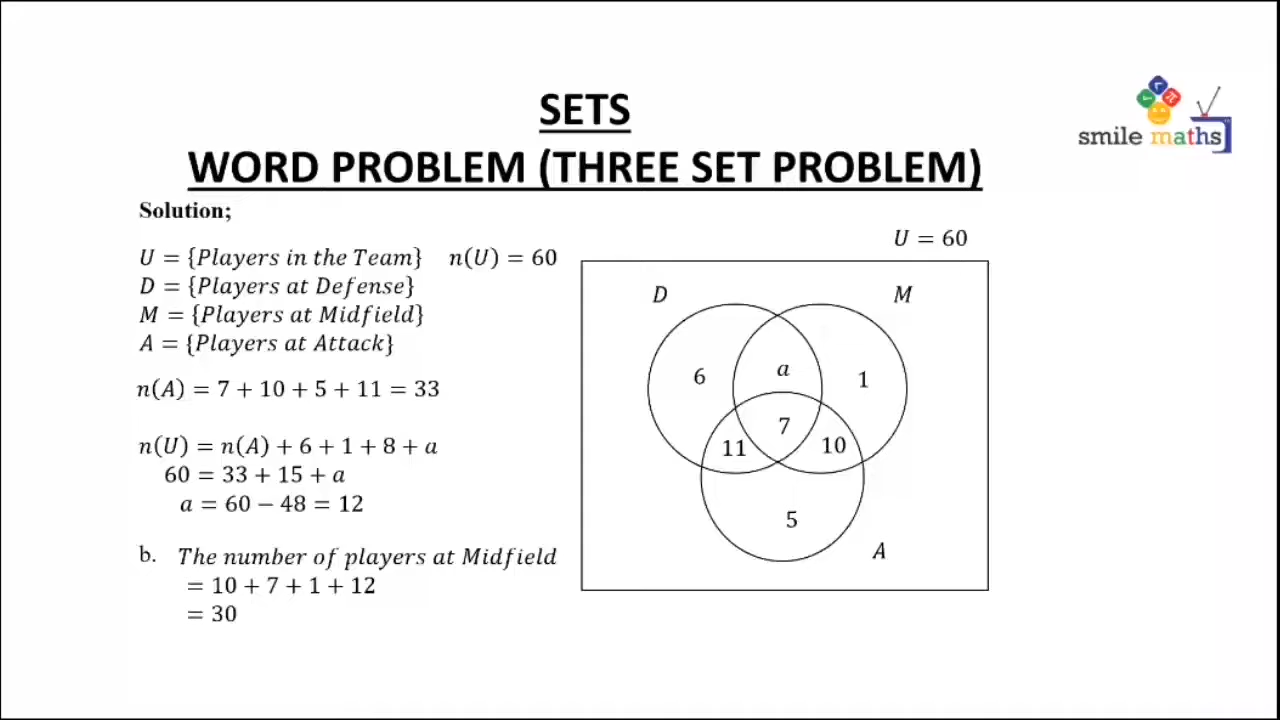 SETS
WORD PROBLEM (THREE SET PROBLEM)
smile maths
Solution;
U = {Players in the Team} n(U) = 60
D = {Players at Defense}
M = {Players at Midfield}
A = {Players at Attack}
n(A) = 7 + 10 + 5 + 11 = 33
n(U) = n(A) + 6 + 1 + 8 + a
60 = 33 + 15 + a
a = 60 − 48 = 12
b. The number of players at Midfield
= 10 + 7 + 1 + 12
= 30
U = 60
D M
6 a 1
7
11 10
5
A